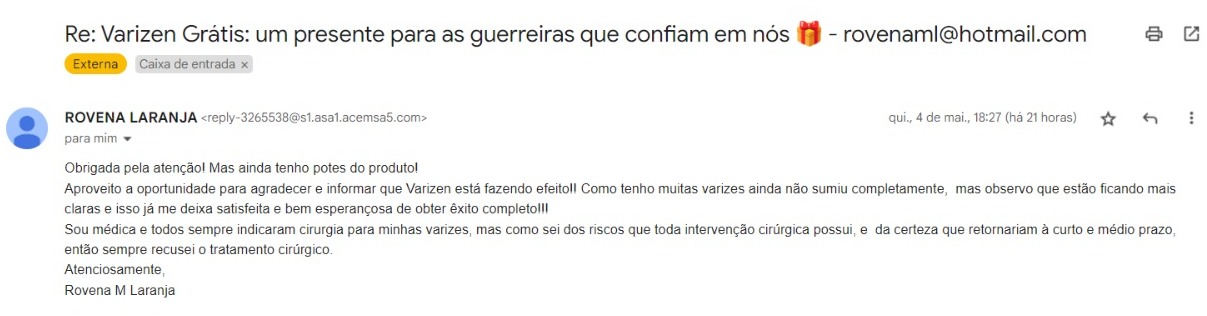 Re: Varizen Grátis: um presente para as guerreiras que confiam em nós 🎁 - rovenaml@hotmail.com
Externa Caixa de entrada ×
ROVENA LARANJA <reply-3265538@s1.asa1.acemsa5.com> qui., 4 de mai., 18:27 (há 21 horas)
para mim
Obrigada pela atenção! Mas ainda tenho potes do produto!
Aproveito a oportunidade para agradecer e informar que Varizen está fazendo efeito!! Como tenho muitas varizes ainda não sumiu completamente, mas observo que estão ficando mais
claras e isso já me deixa satisfeita e bem esperançosa de obter êxito completo!!!
Sou médica e todos sempre indicaram cirurgia para minhas varizes, mas como sei dos riscos que toda intervenção cirúrgica possui, e da certeza que retornariam à curto e médio prazo,
então sempre recusei o tratamento cirúrgico.
Atenciosamente,
Rovena M Laranja